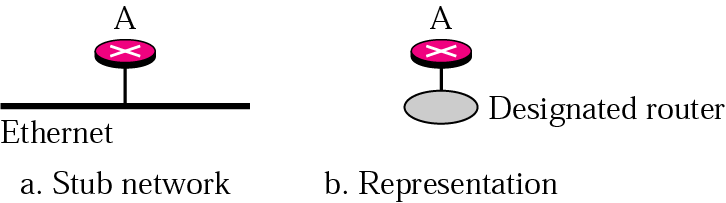 A
A
Designated router
Ethernet
a. Stub network
b. Representation